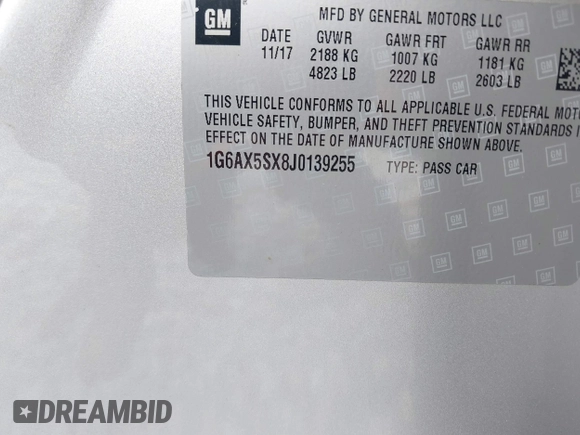 GM
MFD BY GENERAL MOTORS LLC
DATE GVWR GAWR FRT GAWR RR
11/17 2188 KG 1007 KG 1181 KG
4823 LB 2220 LB 2603 LB
THIS VEHICLE CONFORMS TO ALL APPLICABLE U.S. FEDERAL MOTO
VEHICLE SAFETY, BUMPER, AND THEFT PREVENTION STANDARDS I
EFFECT ON THE DATE OF MANUFACTURE SHOWN ABOVE.
1G6AX5SX8J0139255 TYPE: PASS CAR
DREAMBID